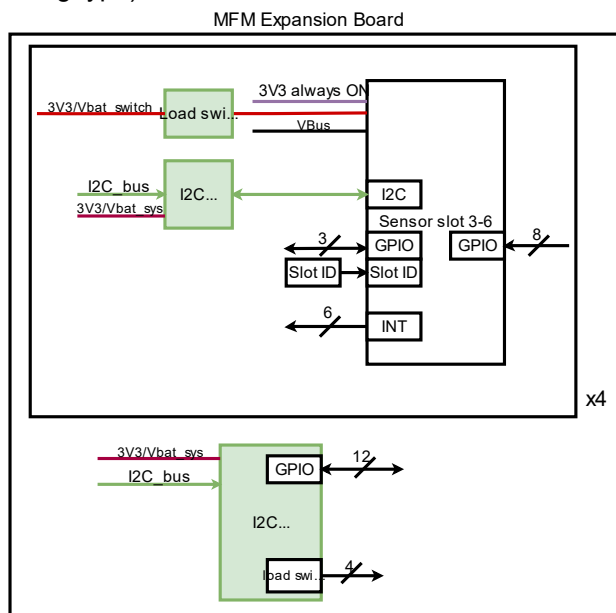 MFM Expansion Board
3V3 always ON
3V3/Vbat_switch
Load swi...
VBus
I2C_bus
I2C...
I2C
3V3/Vbat_sys
Sensor slot 3-6
3
GPIO
GPIO
8
Slot ID
Slot ID
6
INT
x4
3V3/Vbat_sys
12
GPIO
I2C_bus
I2C...
load swi...
4